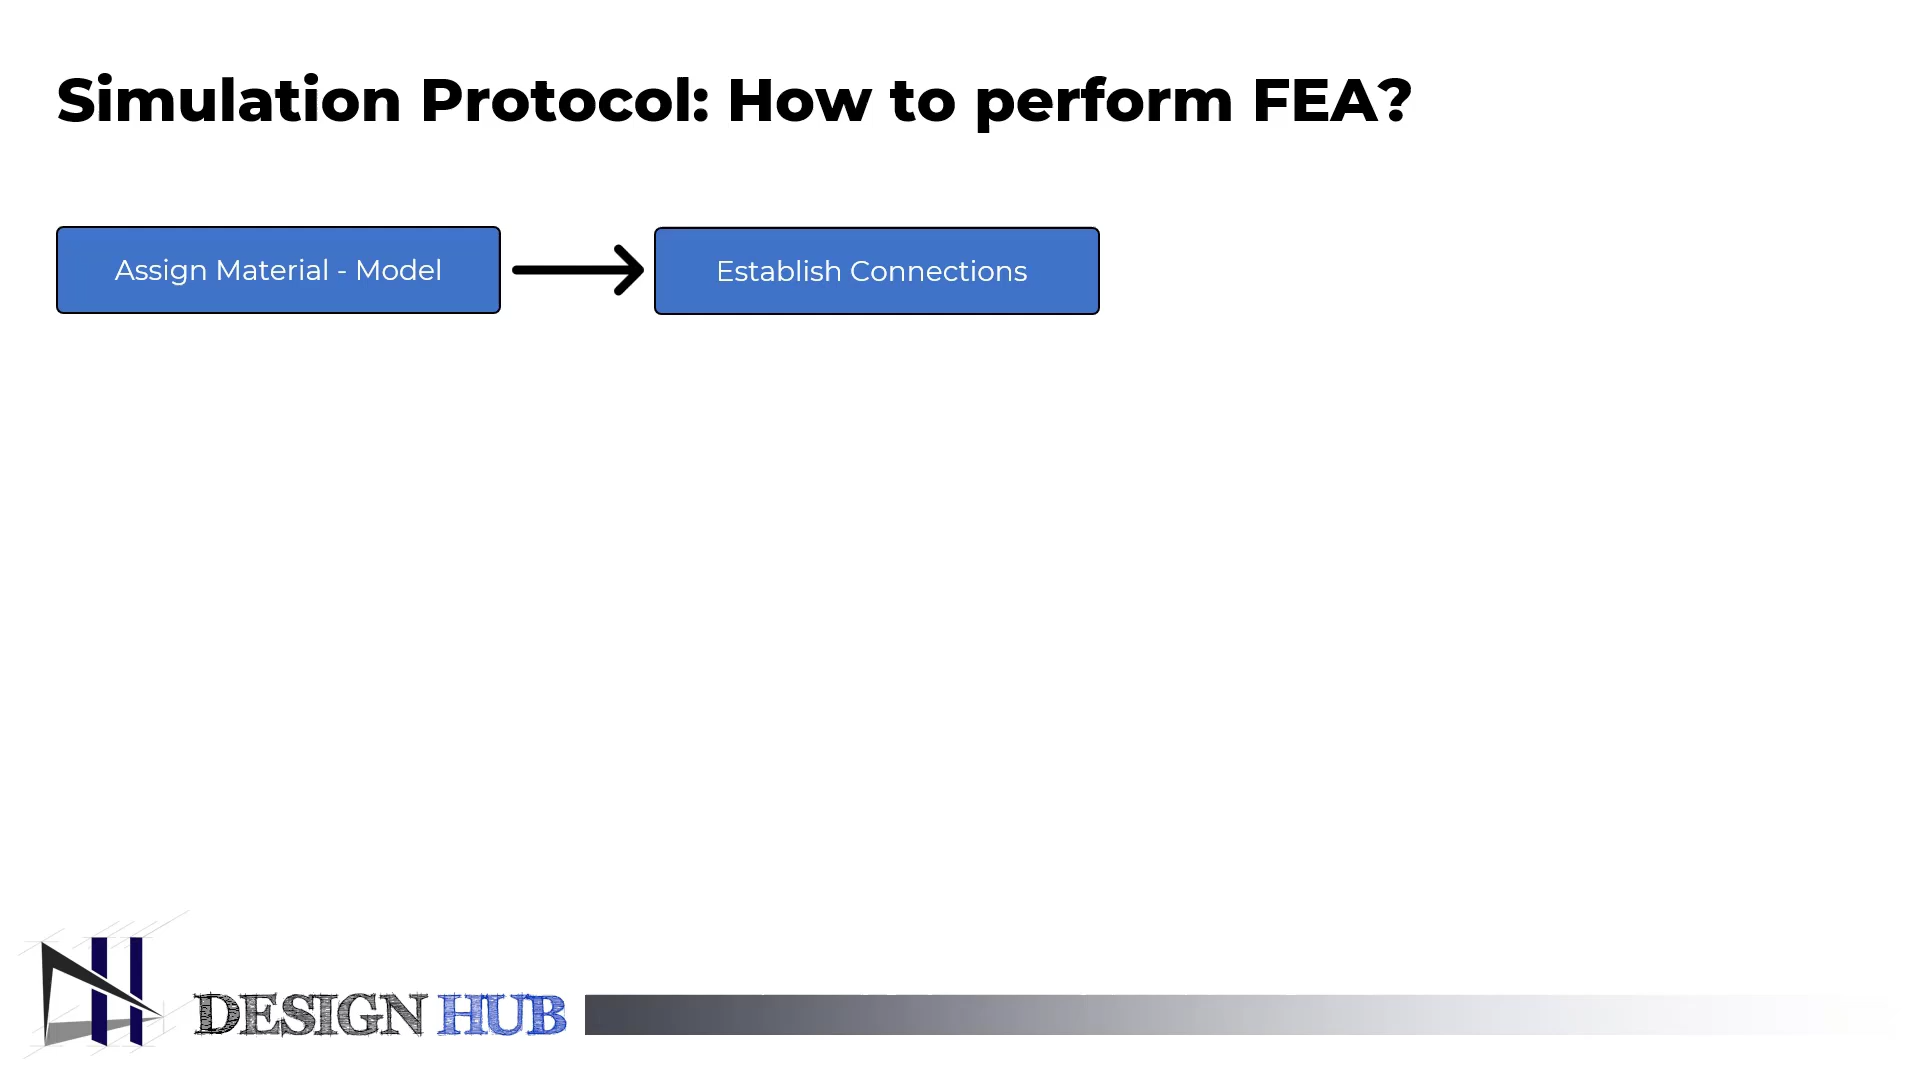 Simulation Protocol: How to perform FEA?
Assign Material - Model
Establish Connections
DESIGN HUB